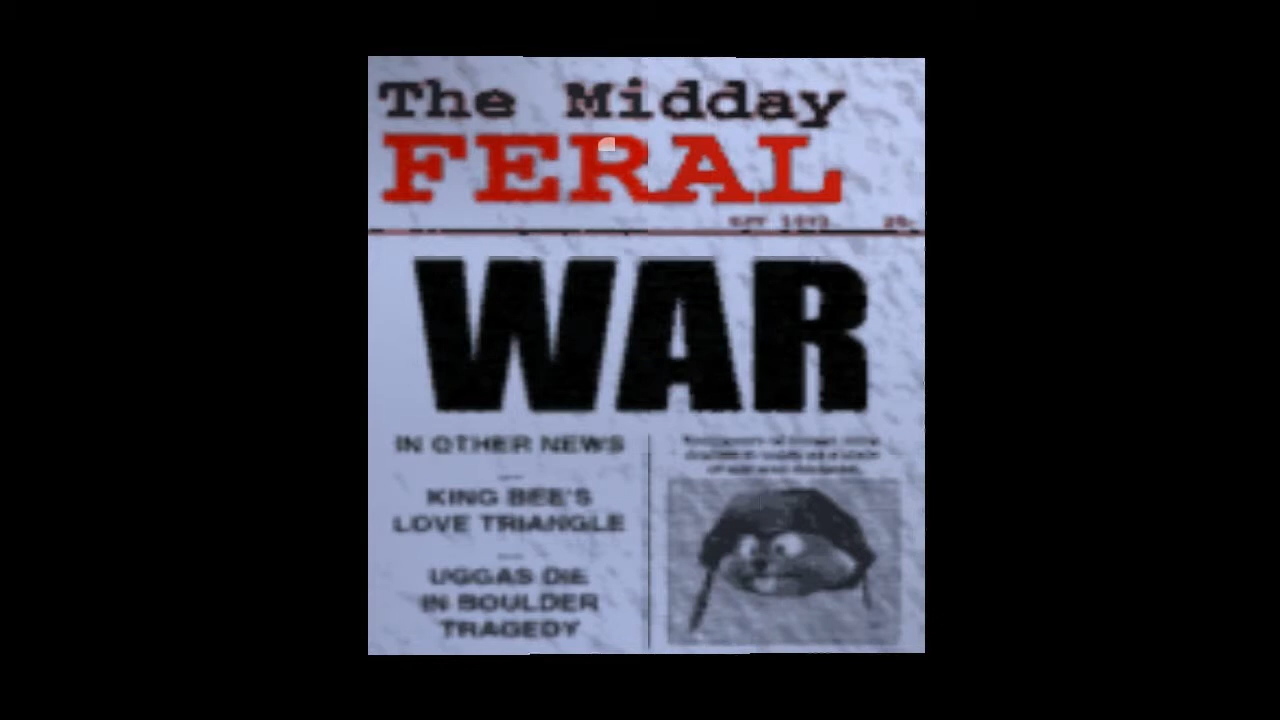 The Midday
FERAL
WAR
IN OTHER NEWS
KING BEE'S
LOVE TRIANGLE
UGGAS DIE
IN BOULDER
TRAGEDY